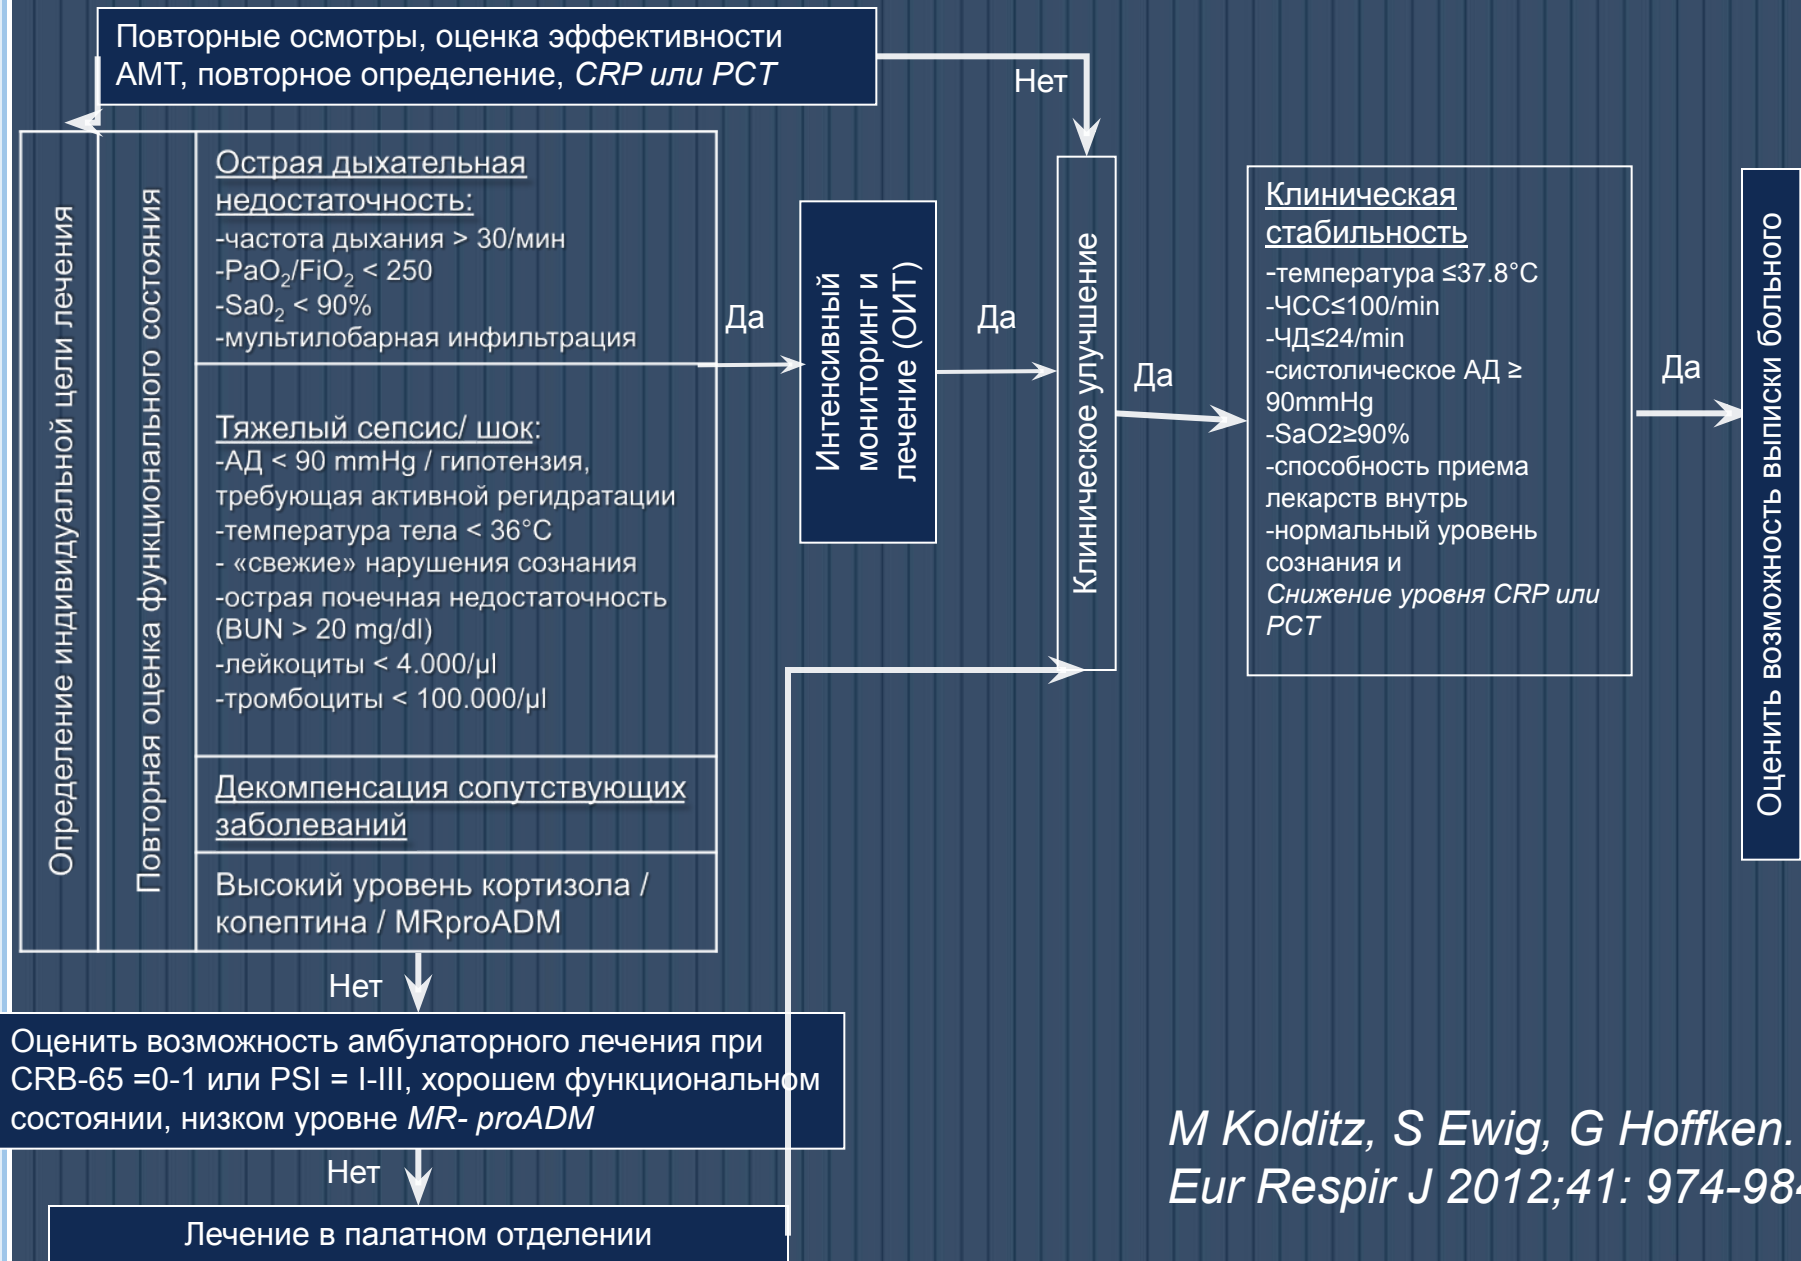 Повторные осмотры, оценка эффективности
АМТ, повторное определение, CRP или PCT
Нет
Определение индивидуальной цели лечения
Повторная оценка функционального состояния
Острая дыхательная
недостаточность:
-частота дыхания > 30/мин
-PaO₂/FiO₂ < 250
-Sa0₂ < 90%
-мультилобарная инфильтрация
Тяжелый сепсис/ шок:
-АД < 90 mmHg / гипотензия,
требующая активной регидратации
-температура тела < 36°C
- «свежие» нарушения сознания
-острая почечная недостаточность
(BUN > 20 mg/dl)
-лейкоциты < 4.000/µl
-тромбоциты < 100.000/µl
Декомпенсация сопутствующих
заболеваний
Высокий уровень кортизола /
копептина / MRproADM
Да
Интенсивный
мониторинг и
лечение (ОИТ)
Да
Клиническое улучшение
Да
Клиническая
стабильность
-температура ≤37.8°C
-ЧСС≤100/min
-ЧД≤24/min
-систолическое АД ≥
90mmHg
-SaO2≥90%
-способность приема
лекарств внутрь
-нормальный уровень
сознания и
Снижение уровня CRP или
PCT
Да
Оценить возможность выписки больного
Нет
Оценить возможность амбулаторного лечения при
CRB-65 =0-1 или PSI = I-III, хорошем функциональном
состоянии, низком уровне MR- proADM
Нет
Лечение в палатном отделении
M Kolditz, S Ewig, G Hoffken.
Eur Respir J 2012;41: 974-984